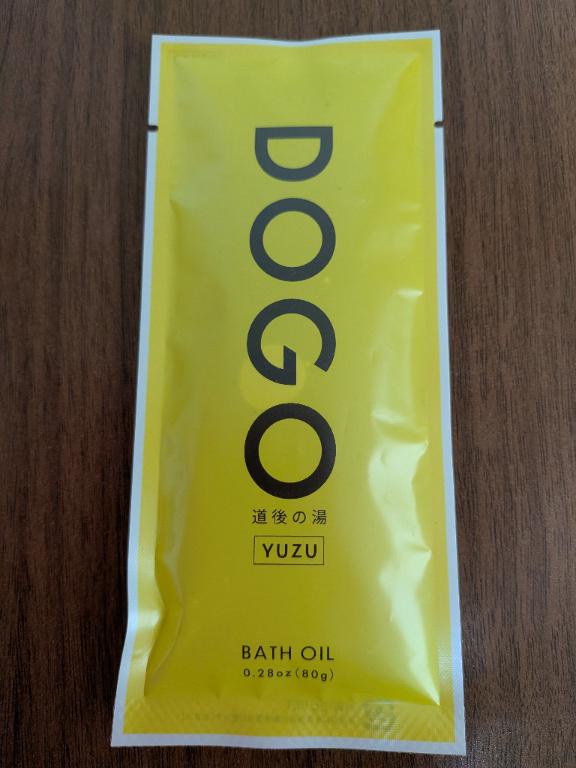 DOGO
道後の湯
YUZU
BATH OIL
0.28oz(80g)